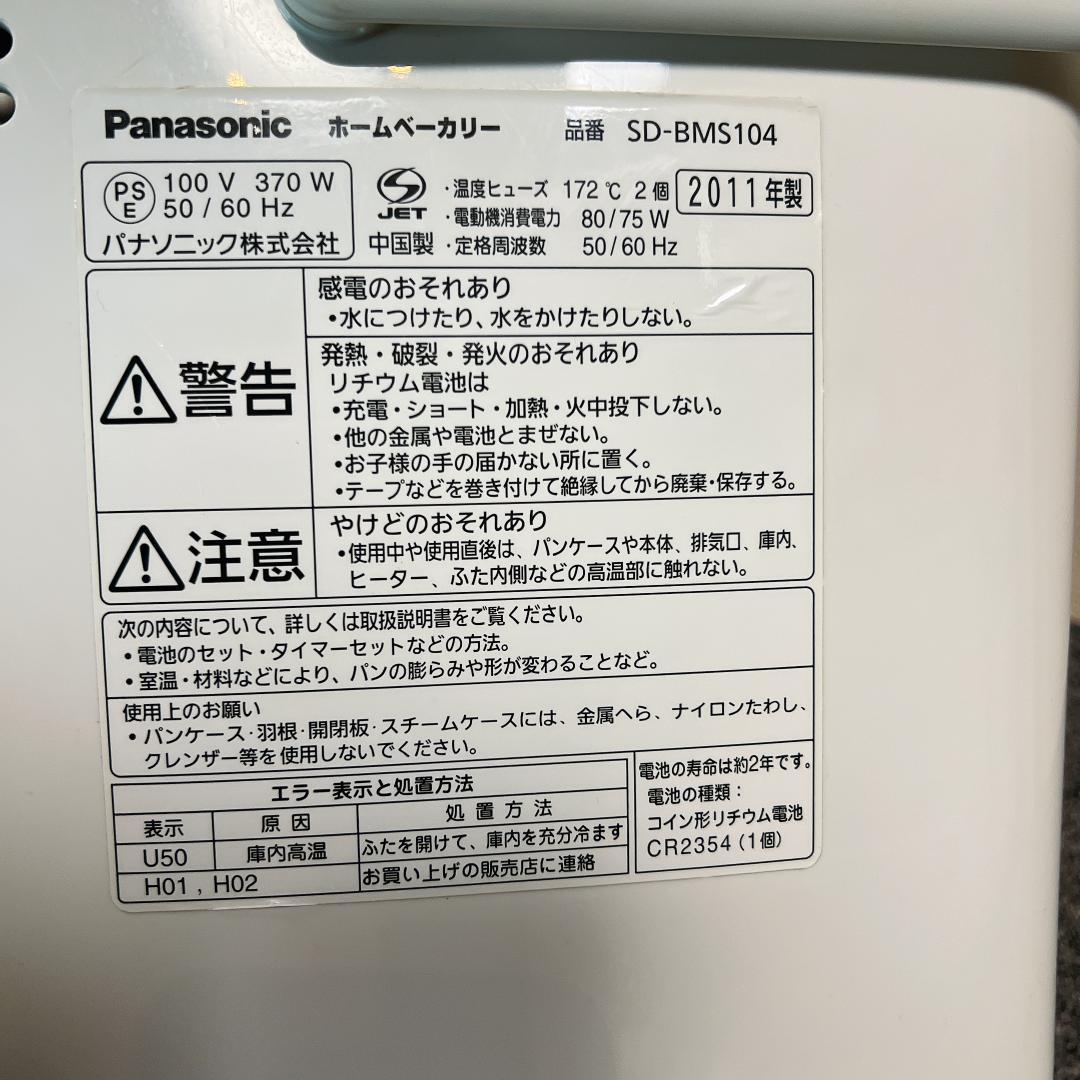 Panasonic ホームベーカリー 品番 SD-BMS104
PS E 100 V 370 W
50 / 60 Hz
パナソニック株式会社
JET
中国製
・温度ヒューズ 172 ℃ 2 個
・電動機消費電力 80/75 W
・定格周波数 50/60 Hz
2011年製
警告
感電のおそれあり
•水につけたり、水をかけたりしない。
発熱・破裂・発火のおそれあり
リチウム電池は
•充電・ショート・加熱・火中投下しない。
•他の金属や電池とまぜない。
•お子様の手の届かない所に置く。
•テープなどを巻き付けて絶縁してから廃棄・保存する。
注意
やけどのおそれあり
•使用中や使用直後は、パンケースや本体、排気口、庫内、
ヒーター、ふた内側などの高温部に触れない。
次の内容について、詳しくは取扱説明書をご覧ください。
•電池のセット・タイマーセットなどの方法。
•室温・材料などにより、パンの膨らみや形が変わることなど。
使用上のお願い
•パンケース・羽根・開閉板・スチームケースには、金属へら、ナイロンたわし、
クレンザー等を使用しないでください。
エラー表示と処置方法
表示 原因 処置方法
U50 庫内高温 ふたを開けて、庫内を充分冷ます
H01 , H02 お買い上げの販売店に連絡
電池の寿命は約2年です。
電池の種類：
コイン形リチウム電池
CR2354 (1個)